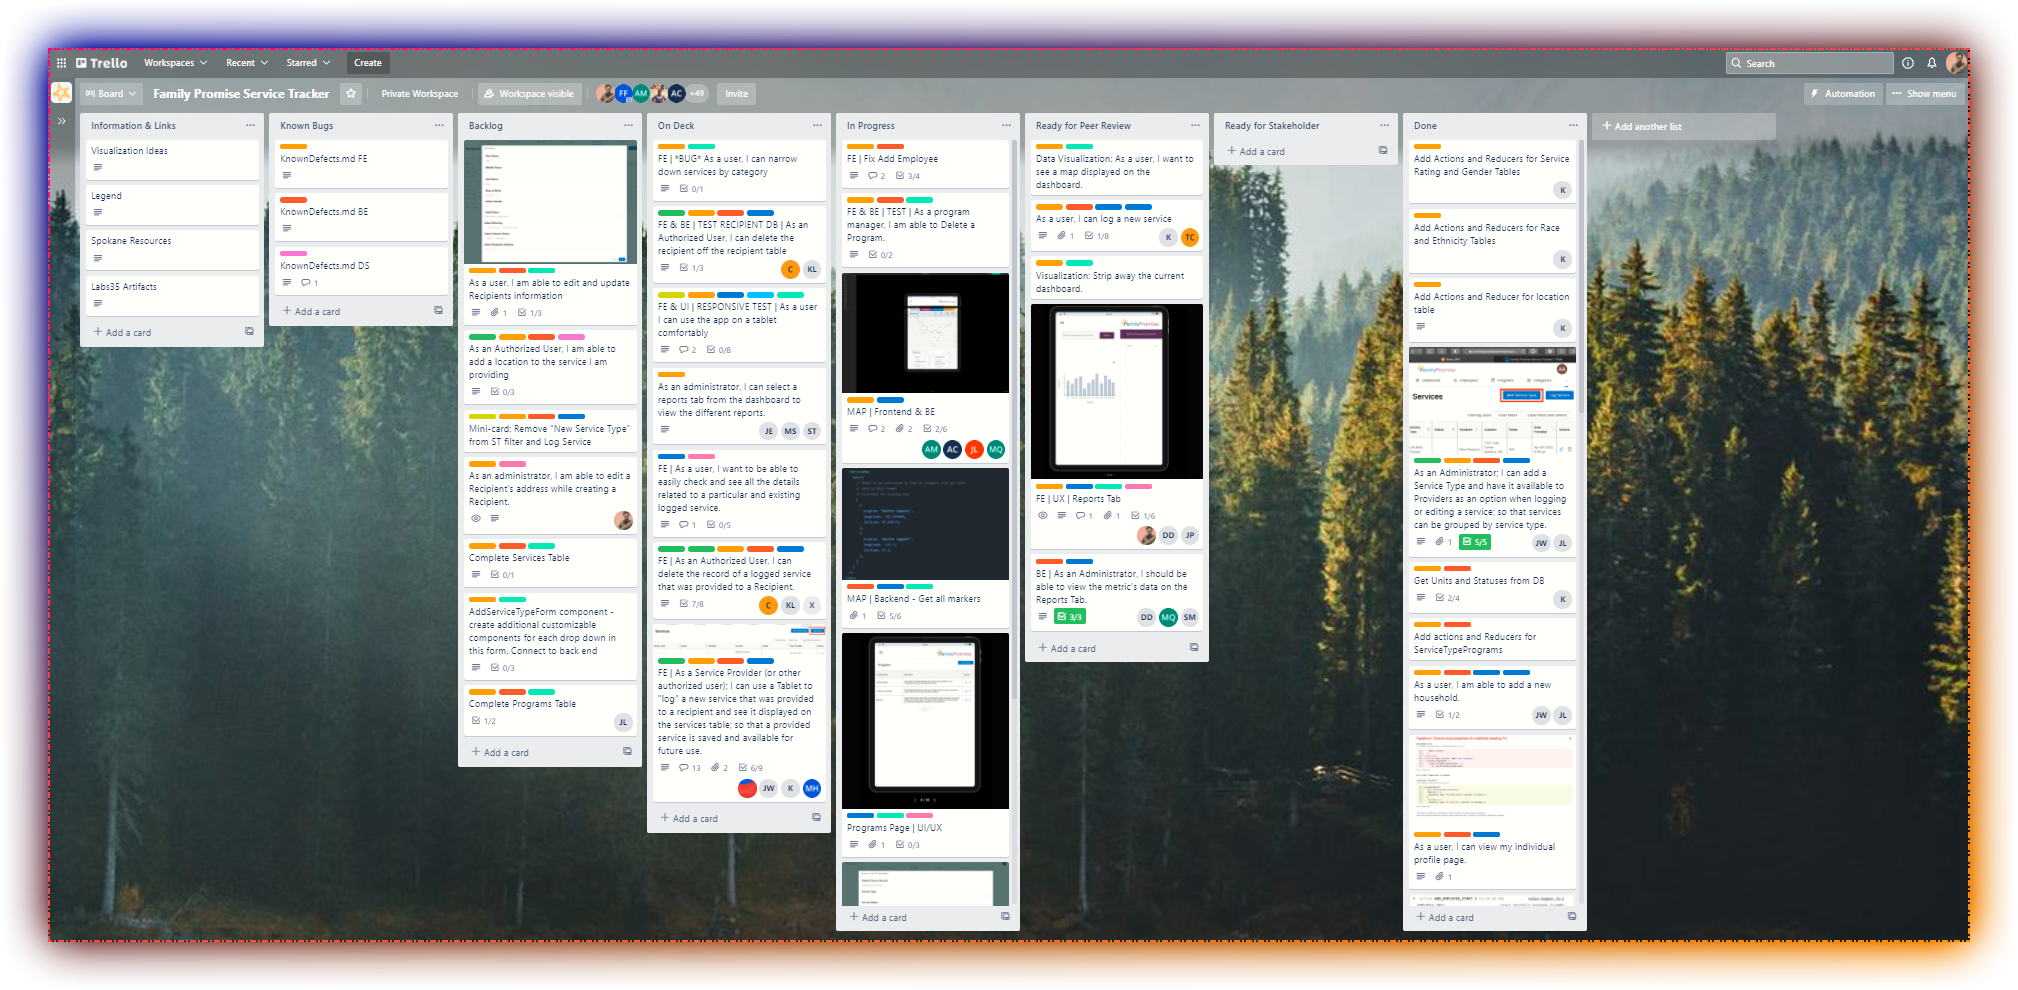 Trello
Workspaces
Recent
Starred
Create
Search
Board
Family Promise Service Tracker
Private Workspace
Workspace visible
FF
AM
AC
+49
Invite
Automation
Show menu
Information & Links
Visualization Ideas
Legend
Spokane Resources
Labs35 Artifacts
Add a card
Known Bugs
KnownDefects.md FE
KnownDefects.md BE
KnownDefects.md DS
1
Add a card
Backlog
As a user, I am able to edit and update
Recipients information
1 1/3
As an Authorized User, I am able to
add a location to the service I am
providing
0/3
Mini-card: Remove "New Service Type"
from ST filter and Log Service
As an administrator, I am able to edit a
Recipient's address while creating a
Recipient.
Complete Services Table
0/1
AddServiceTypeForm component -
create additional customizable
components for each drop down in
this form. Connect to back end
0/3
Complete Programs Table
1/2
JL
Add a card
On Deck
FE | *BUG* As a user, I can narrow
down services by category
0/1
FE & BE | TEST RECIPIENT DB | As an
Authorized User, I can delete the
recipient off the recipient table
1/3
C KL
FE & UI | RESPONSIVE TEST | As a user
I can use the app on a tablet
comfortably
2 0/8
As an administrator, I can select a
reports tab from the dashboard to
view the different reports.
JE MS ST
FE | As a user, I want to be able to
easily check and see all the details
related to a particular and existing
logged service.
1 0/5
FE | As an Authorized User, I can
delete the record of a logged service
that was provided to a Recipient.
7/8
C KL X
Services
FE | As a Service Provider (or other
authorized user); I can use a Tablet to
"log" a new service that was provided
to a recipient and see it displayed on
the services table; so that a provided
service is saved and available for
future use.
13 2 6/9
JW K MH
Add a card
In Progress
FE | Fix Add Employee
2 3/4
FE & BE | TEST | As a program
manager, I am able to Delete a
Program.
0/2
MAP | Frontend & BE
2 2 2/6
AM AC JL MQ
MAP | Backend - Get all markers
1 5/6
FamilyPromise
Programs
Programs Page | UI/UX
1 0/3
Add a card
Ready for Peer Review
Data Visualization: As a user, I want to
see a map displayed on the
dashboard.
As a user, I can log a new service
1 1/8
K TC
Visualization: Strip away the current
dashboard.
FamilyPromise
FE | UX | Reports Tab
1 1 1/6
DD JP
BE | As an Administrator, I should be
able to view the metric's data on the
Reports Tab.
3/3
DD MQ SM
Add a card
Ready for Stakeholder
Add a card
Done
Add Actions and Reducers for Service
Rating and Gender Tables
K
Add Actions and Reducers for Race
and Ethnicity Tables
K
Add Actions and Reducer for location
table
K
FamilyPromise
AA
Services
Add Service Type
Log Service
As an Administrator; I can add a
Service Type and have it available to
Providers as an option when logging
or editing a service; so that services
can be grouped by service type.
1 5/5
JW JL
Get Units and Statuses from DB
2/4
K
Add actions and Reducers for
ServiceTypePrograms
As a user, I am able to add a new
household.
1/2
JW JL
As a user, I can view my individual
profile page.
1
Add a card
Add another list